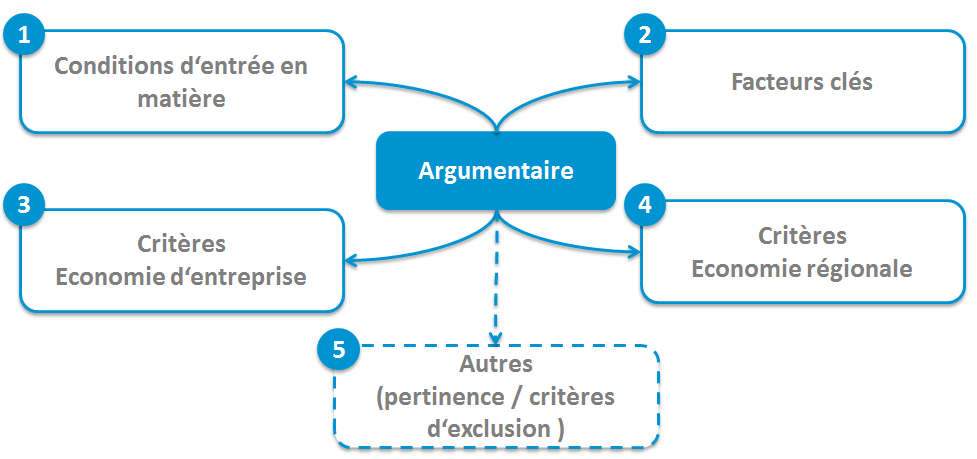 1
Conditions d‘entrée en
matière
2
Facteurs clés
Argumentaire
3
Critères
Economie d‘entreprise
4
Critères
Economie régionale
5
Autres
(pertinence / critères
d‘exclusion )